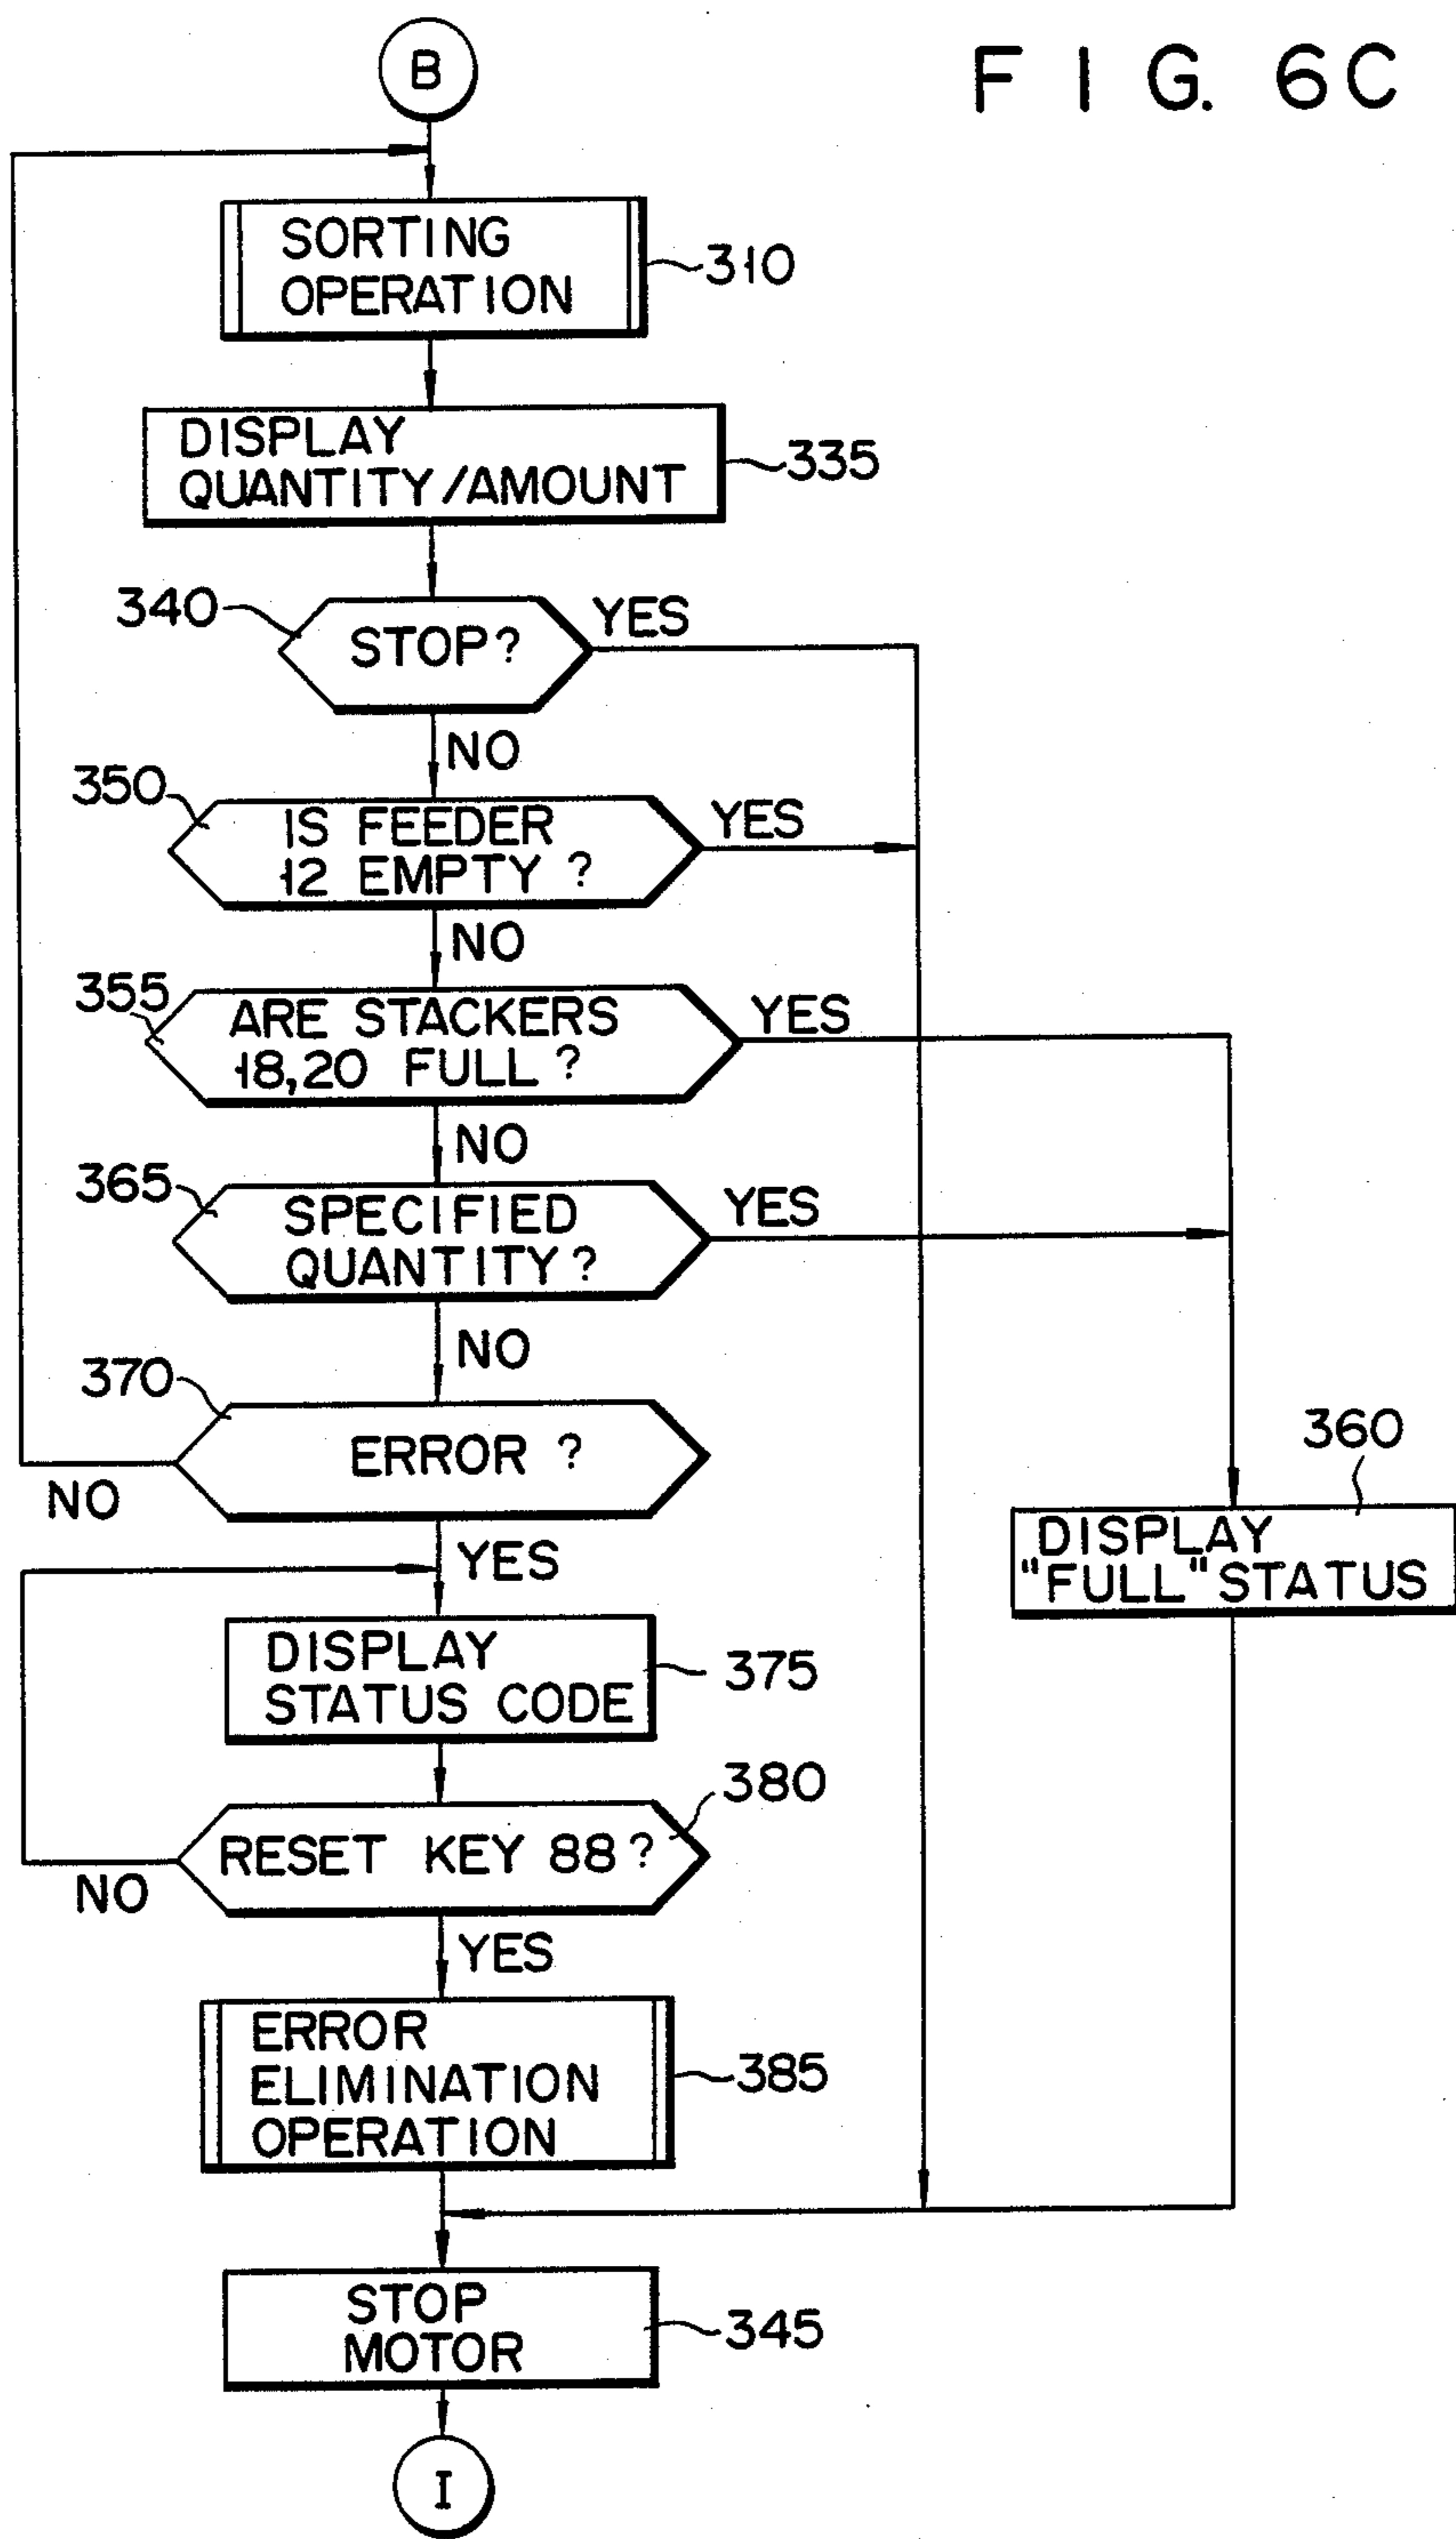 FIG. 6C
B
SORTING
OPERATION
310
DISPLAY
QUANTITY/AMOUNT
335
340
STOP?
YES
NO
350
IS FEEDER
12 EMPTY ?
YES
NO
355
ARE STACKERS
18,20 FULL ?
YES
NO
365
SPECIFIED
QUANTITY?
YES
NO
370
ERROR ?
NO
YES
360
DISPLAY
"FULL" STATUS
DISPLAY
STATUS CODE
375
380
RESET KEY 88 ?
NO
YES
ERROR
ELIMINATION
OPERATION
385
STOP
MOTOR
345
I